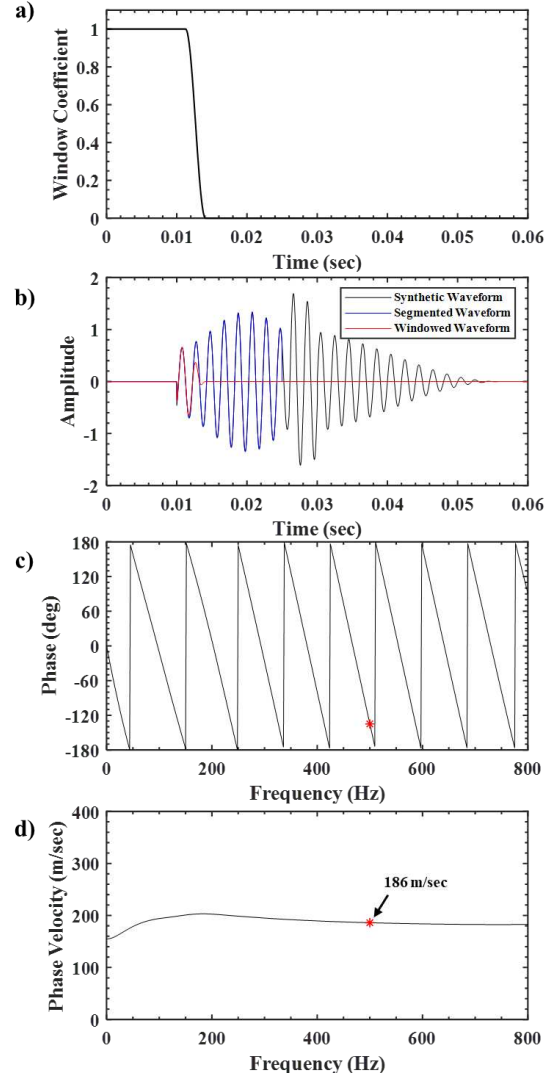 a)
Window Coefficient
1
0.8
0.6
0.4
0.2
0
0 0.01 0.02 0.03 0.04 0.05 0.06
Time (sec)
b)
Amplitude
2
1
0
-1
-2
Synthetic Waveform
Segmented Waveform
Windowed Waveform
0 0.01 0.02 0.03 0.04 0.05 0.06
Time (sec)
c)
Phase (deg)
180
120
60
0
-60
-120
-180
0 200 400 600 800
Frequency (Hz)
d)
Phase Velocity (m/sec)
400
300
200
100
0
186 m/sec
0 200 400 600 800
Frequency (Hz)